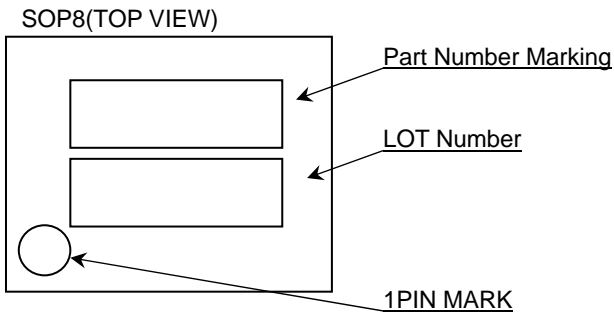 SOP8(TOP VIEW)
Part Number Marking
LOT Number
1PIN MARK